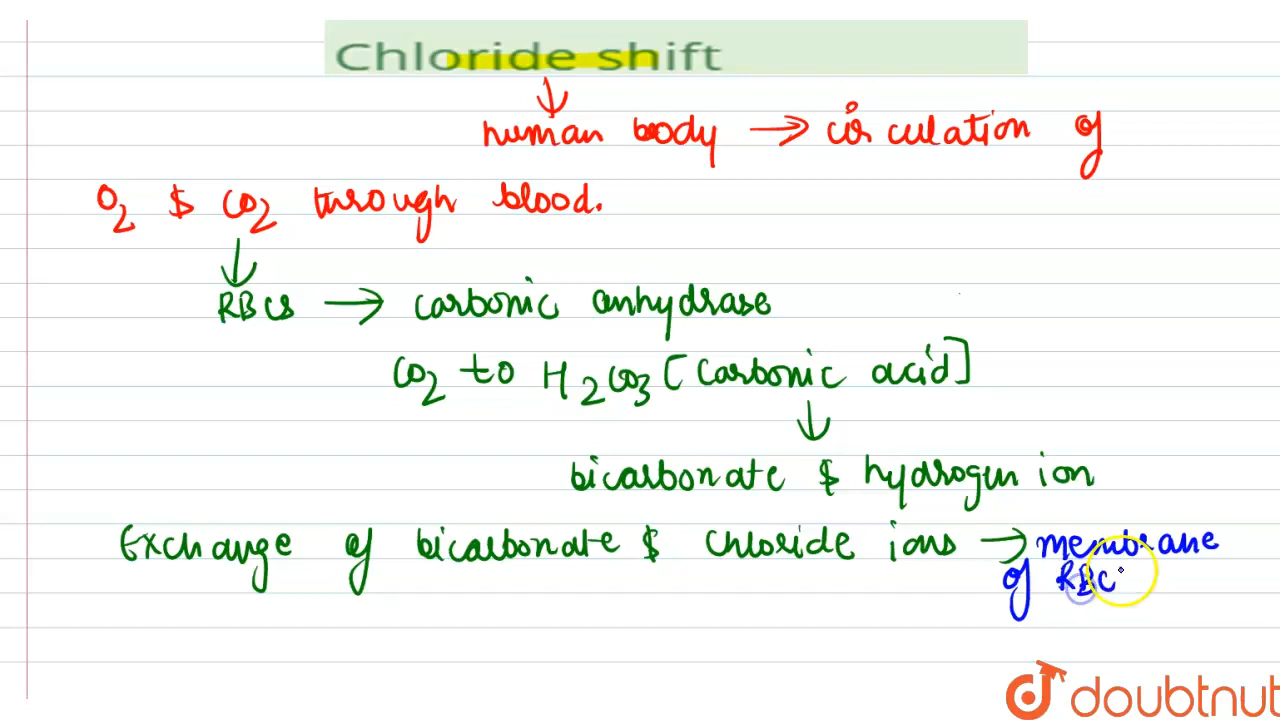 Chloride shift
↓
human body → circulation of
O2 & CO2 through blood.
↓
RBCs → carbonic anhydrase
CO2 to H2CO3 [Carbonic acid]
↓
bicarbonate & hydrogen ion
Exchange of bicarbonate & chloride ions → membrane
of RBC
doubtnut